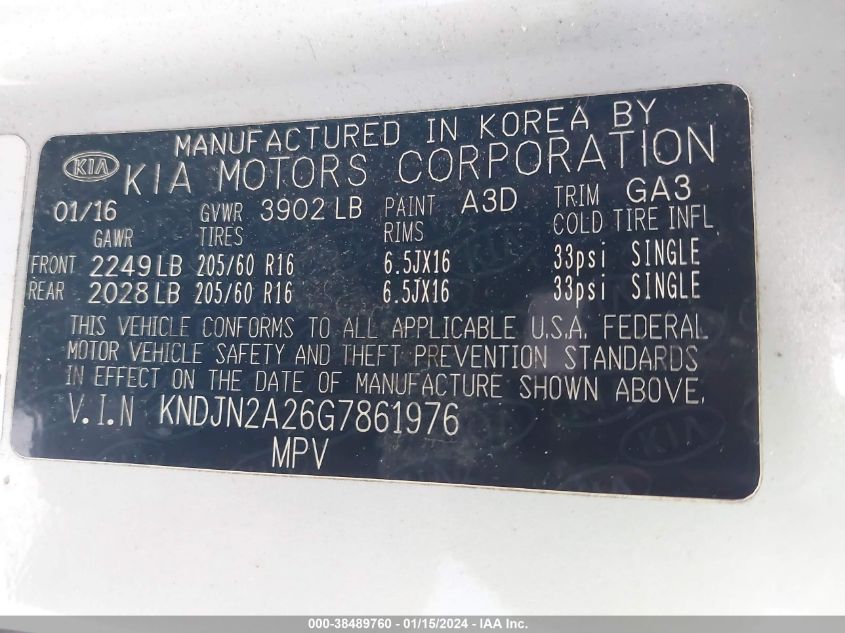 MANUFACTURED IN KOREA BY
KIA KIA MOTORS CORPORATION
01/16 GVWR 3902 LB PAINT A3D TRIM GA3
GAWR TIRES RIMS COLD TIRE INFL.
FRONT 2249 LB 205/60 R16 6.5JX16 33psi SINGLE
REAR 2028 LB 205/60 R16 6.5JX16 33psi SINGLE
THIS VEHICLE CONFORMS TO ALL APPLICABLE U.S.A. FEDERAL
MOTOR VEHICLE SAFETY AND THEFT PREVENTION STANDARDS
IN EFFECT ON THE DATE OF MANUFACTURE SHOWN ABOVE.
V.I.N KNDJN2A26G7861976
MPV
000-38489760 - 01/15/2024 - IAA Inc.